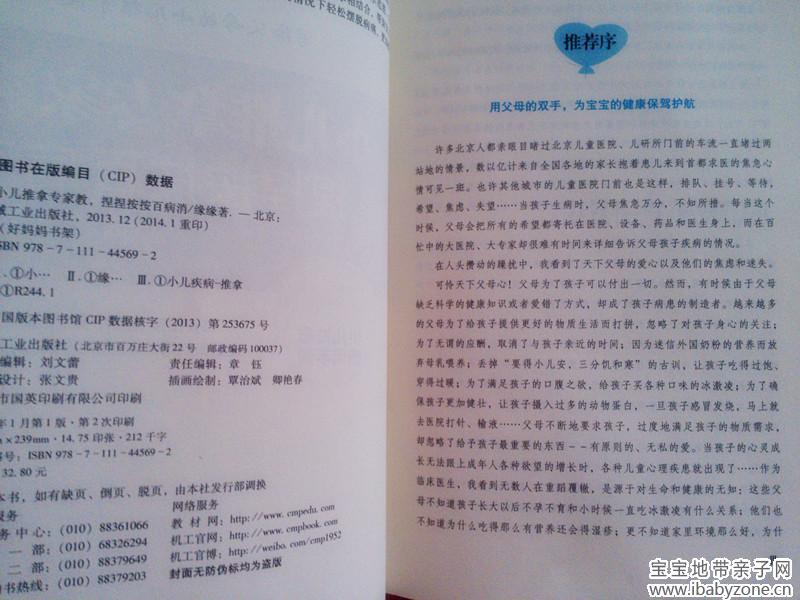 情况下轻松摆脱病痛,
图书在版编目(CIP)数据
小儿推拿专家教,捏捏按按百病消/缘缘著. — 北京:
械工业出版社,2013.12(2014.1重印)
(好妈妈书架)
ISBN 978-7-111-44569-2
. ①小… Ⅱ. ①缘… Ⅲ. ①小儿疾病-推拿
①R244.1
国版本图书馆CIP数据核字(2013)第253675号
工业出版社(北京市百万庄大街22号 邮政编码100037)
编辑:刘文蕾 责任编辑:章 钰
设计:张文贵 插画绘制:覃治斌 卿艳春
市国英印刷有限公司印刷
年1月第1版·第2次印刷
×239mm·14.75印张·212千字
号:ISBN 978-7-111-44569-2
32.80元
本书,如有缺页、倒页、脱页,由本社发行部调换
服务 网络服务
务中心:(010)88361066 教材网:http://www.cmpedu.com
一部:(010)68326294 机工官网:http://www.cmpbook.com
二部:(010)88379649 机工官博:http://weibo.com/cmp1952
书热线:(010)88379203 封面无防伪标均为盗版
推荐序
用父母的双手,为宝宝的健康保驾护航
许多北京人都亲眼目睹过北京儿童医院、儿研所门前的车流一直堵过两
站地的情景,数以亿计来自全国各地的家长抱着患儿来到首都求医的焦急心
情可见一斑。也许其他城市的儿童医院门前也是这样,排队、挂号、等待,
希望、焦虑、失望……当孩子生病时,父母焦急万分,不知所措。每当这个
时候,父母会把所有的希望都寄托在医院、设备、药品和医生身上,而在百
忙中的大医院、大专家却很难有时间来详细告诉父母孩子疾病的情况。
在人头攒动的躁扰中,我看到了天下父母的爱心以及他们的焦虑和迷失。
可怜天下父母心!父母为了孩子可以付出一切。然而,有时候由于父母
缺乏科学的健康知识或者爱错了方式,却成了孩子病患的制造者。越来越多
的父母为了给孩子提供更好的物质生活而打拼,忽略了对孩子身心的关注;
为了无谓的应酬,取消了与孩子亲近的时间;因为迷信外国奶粉的营养而放
弃母乳喂养;丢掉“要得小儿安,三分饥和寒”的古训,让孩子吃得过饱、
穿得过暖;为了满足孩子的口腹之欲,给孩子买各种口味的冰激凌;为了确
保孩子更加健壮,让孩子摄入过多的动物蛋白,一旦孩子感冒发烧,马上就
去医院打针、输液……父母不断地要求孩子,过度地满足孩子的物质需求,
却忽略了给予孩子最重要的东西--有原则的、无私的爱。当孩子的心灵成
长无法跟上成年人各种欲望的增长时,各种儿童心理疾患就出现了……作为
临床医生,我看到无数人在重蹈覆辙,是源于对生命和健康的无知:这些父
母不知道孩子长大以后不孕不育和小时候一直吃冰激凌有什么关系;他们也
不知道为什么吃得那么有营养还会得湿疹;更不知道家里环境那么好,为什
宝宝地带亲子网
www.ibabyzone.cn